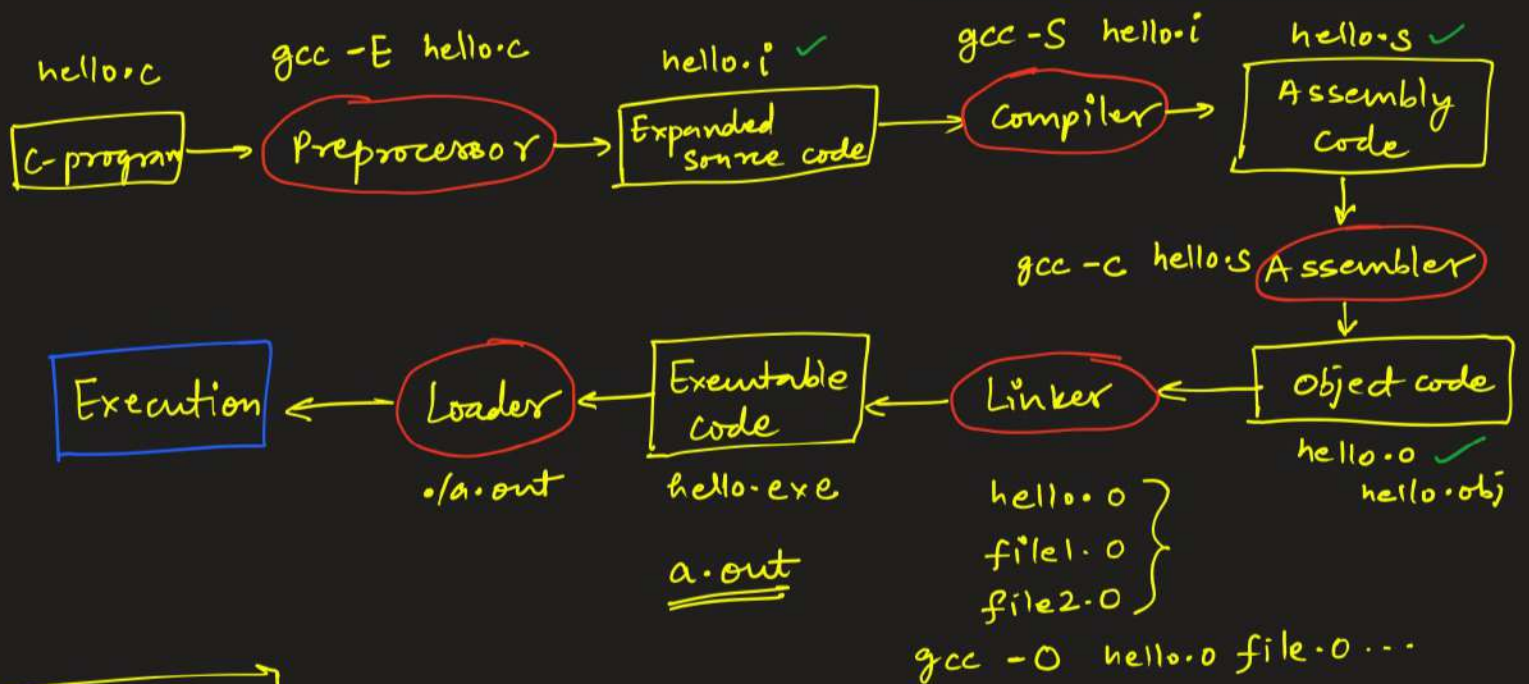 hello.c
gcc -E hello.c
hello.i ✓
gcc -S hello.i
hello.s ✓
C-program
Preprocessor
Expanded
source code
Compiler
Assembly
code
gcc -c hello.s
Assembler
Execution
Loader
Executable
code
Linker
object code
./a.out
hello.exe
a.out
hello.o
file1.o
file2.o
hello.o ✓
hello.obj
gcc -O hello.o file.o ...